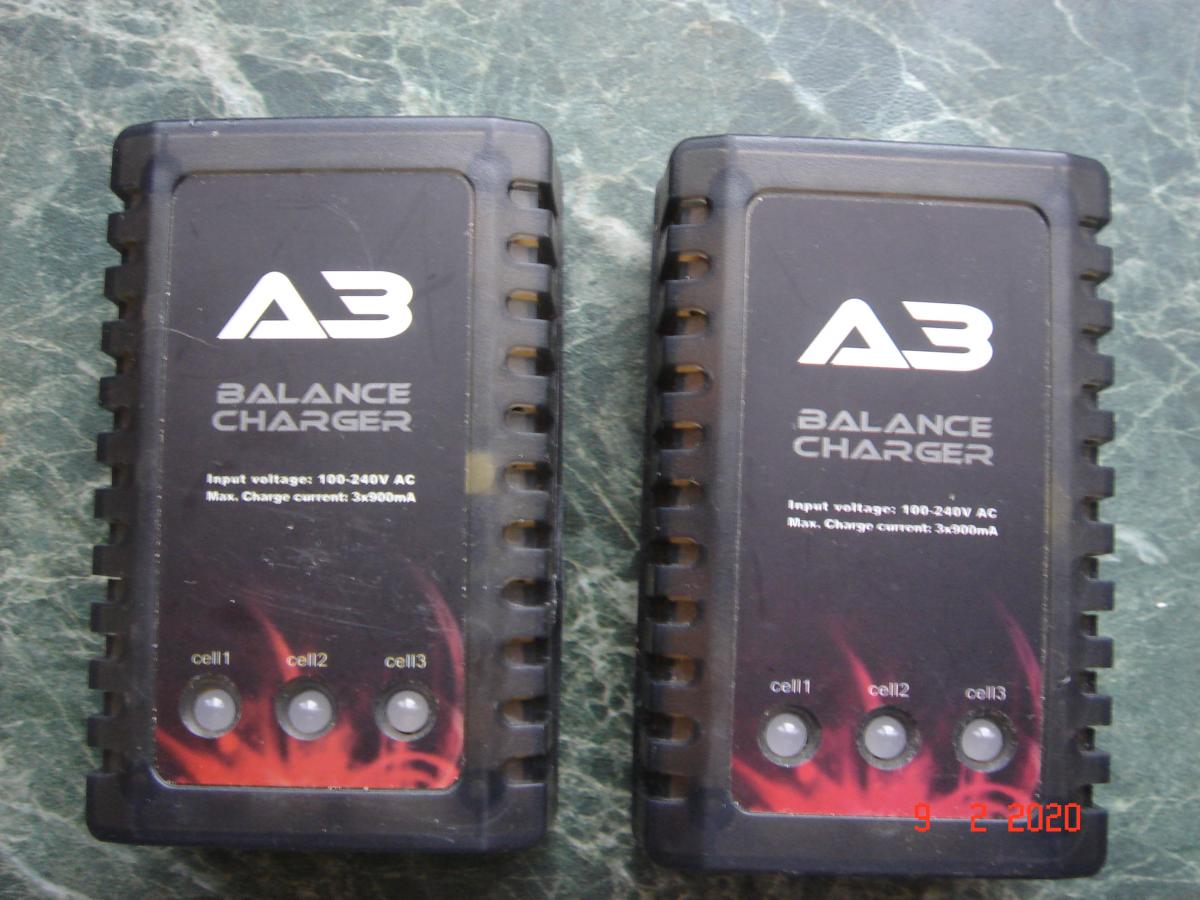 A3
BALANCE
CHARGER
Input voltage: 100-240V AC
Max. Charge current: 3x900mA
cell1 cell2 cell3
A3
BALANCE
CHARGER
Input voltage: 100-240V AC
Max. Charge current: 3x900mA
cell1 cell2 cell3
9 2 2020